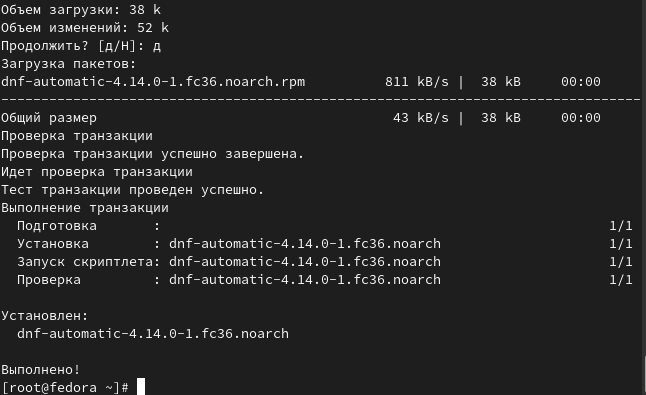 Объем загрузки: 38 k
Объем изменений: 52 k
Продолжить? [д/Н]: д
Загрузка пакетов:
dnf-automatic-4.14.0-1.fc36.noarch.rpm 811 kB/s | 38 kB 00:00
--------------------------------------------------------------------------------
Общий размер 43 kB/s | 38 kB 00:00
Проверка транзакции
Проверка транзакции успешно завершена.
Идет проверка транзакции
Тест транзакции проведен успешно.
Выполнение транзакции
Подготовка : 1/1
Установка : dnf-automatic-4.14.0-1.fc36.noarch 1/1
Запуск скриптлета: dnf-automatic-4.14.0-1.fc36.noarch 1/1
Проверка : dnf-automatic-4.14.0-1.fc36.noarch 1/1
Установлен:
dnf-automatic-4.14.0-1.fc36.noarch
Выполнено!
[root@fedora ~]#